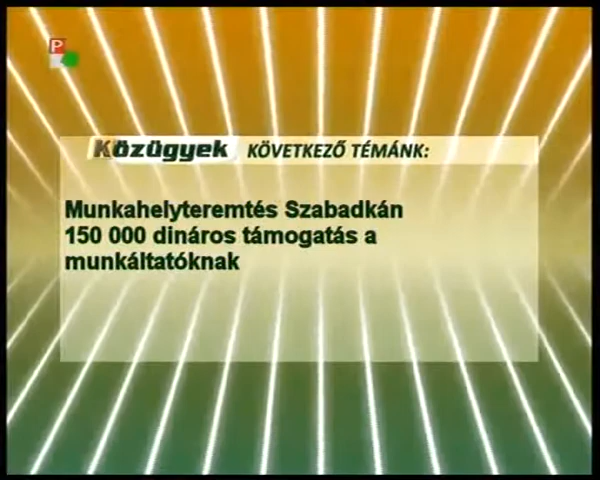 P
Közügyek KÖVETKEZŐ TÉMÁNK:
Munkahelyteremtés Szabadkán
150 000 dináros támogatás a
munkáltatóknak